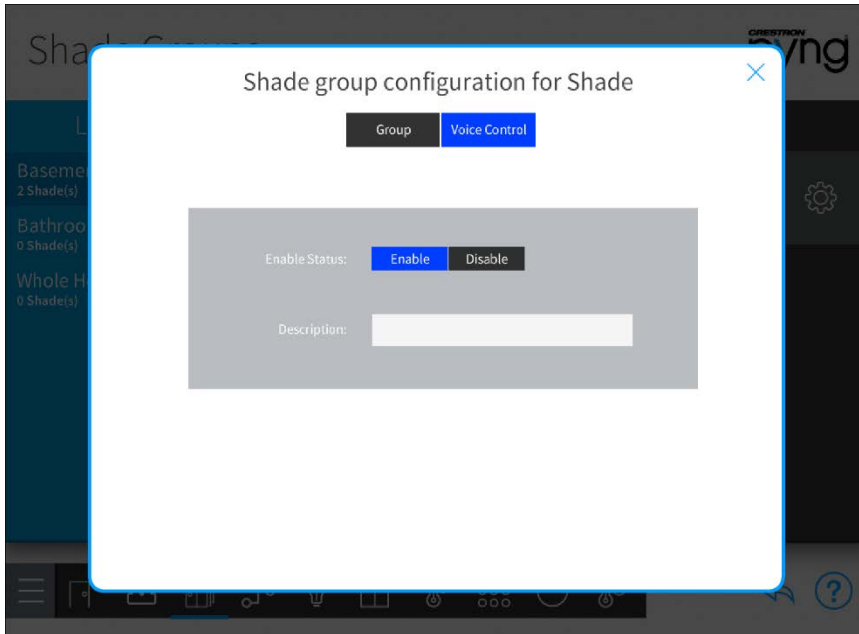 CRESTRON
pyng
Shade group configuration for Shade
Group
Voice Control
2 Shade(s)
0 Shade(s)
0 Shade(s)
Enable Status:
Enable
Disable
Description:
?